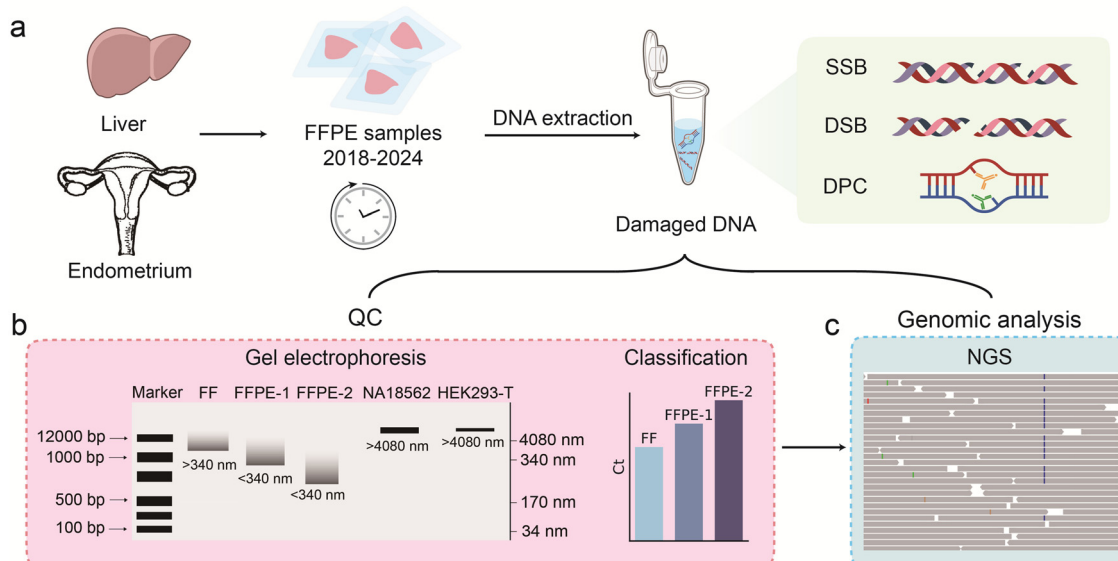 a
Liver
Endometrium
FFPE samples
2018-2024
DNA extraction
Damaged DNA
SSB
DSB
DPC
b
QC
Gel electrophoresis
Marker FF FFPE-1 FFPE-2 NA18562 HEK293-T
12000 bp
1000 bp
500 bp
100 bp
>340 nm
<340 nm
<340 nm
>4080 nm
>4080 nm
4080 nm
340 nm
170 nm
34 nm
Classification
Ct
FF
FFPE-1
FFPE-2
c
Genomic analysis
NGS